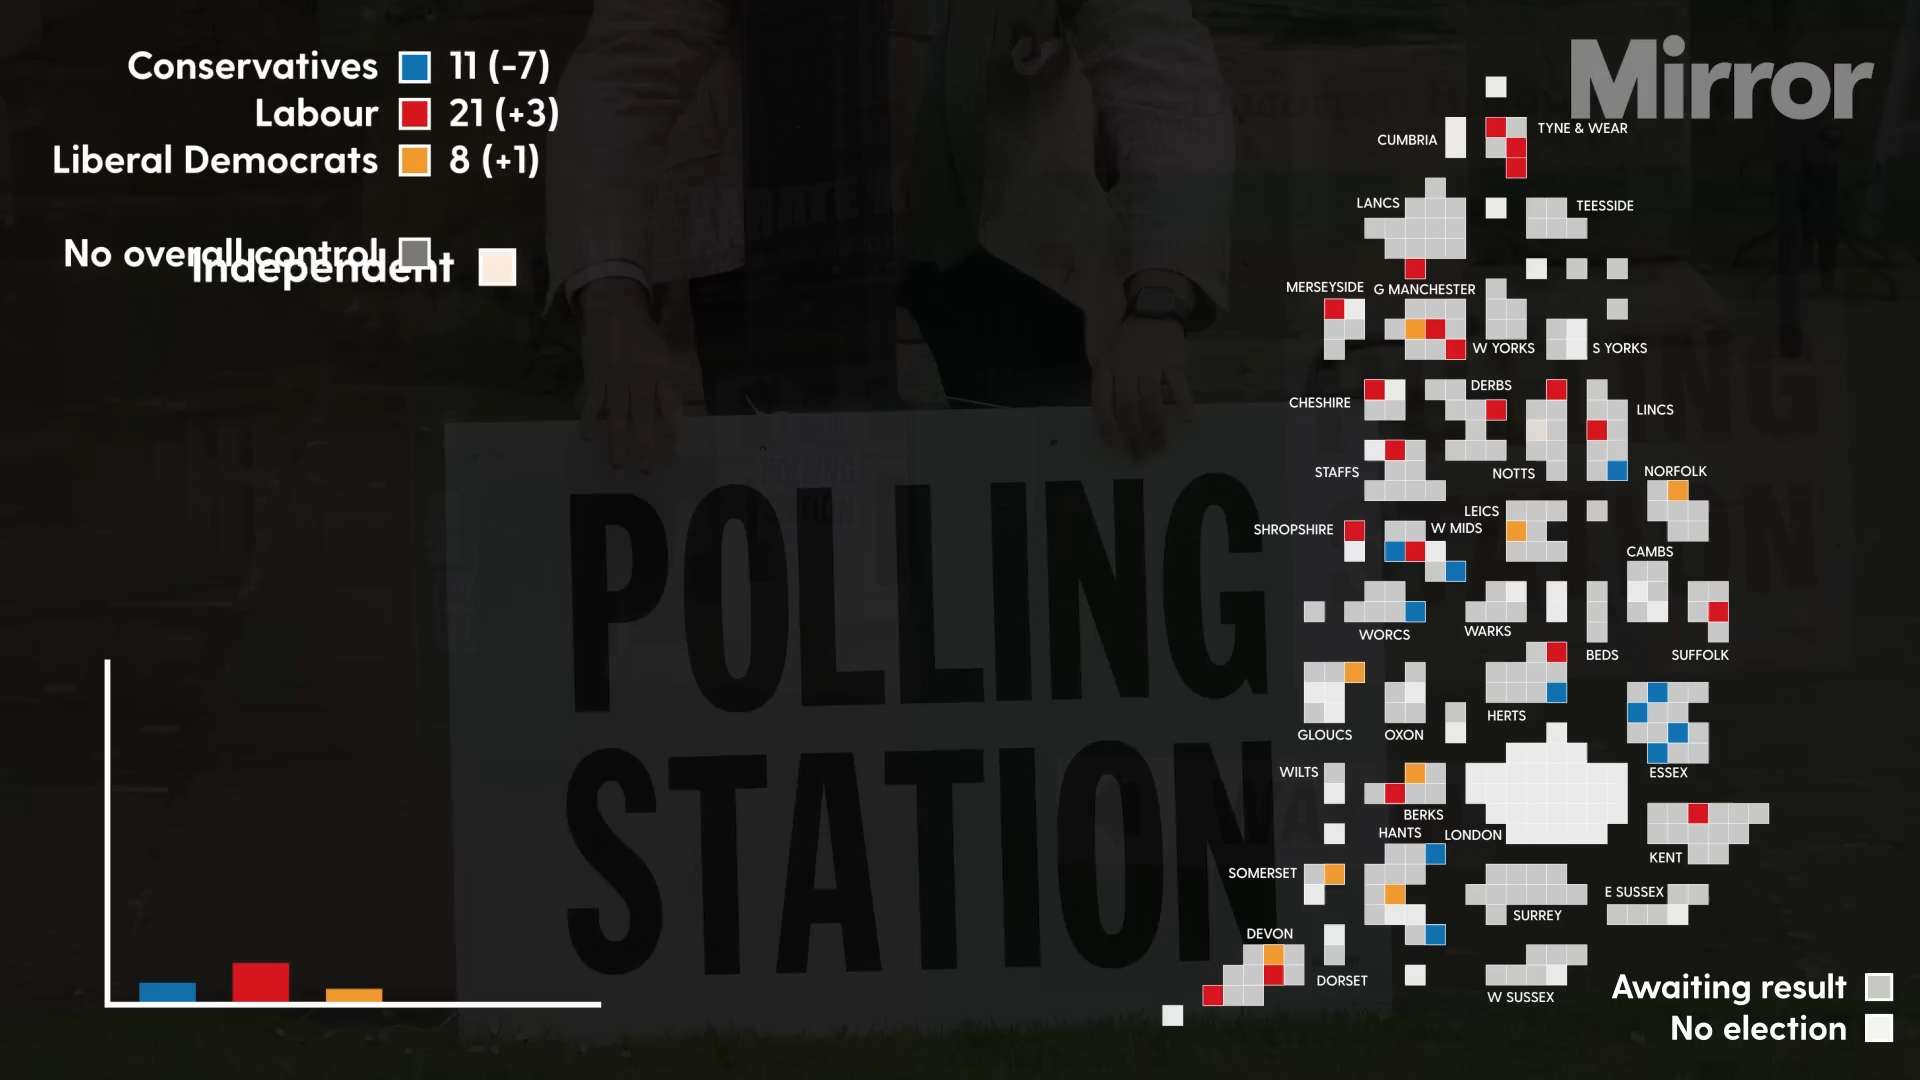 Conservatives 11 (-7)
Labour 21 (+3)
Liberal Democrats 8 (+1)
No overall control
Independent
Mirror
CUMBRIA
TYNE & WEAR
LANCS
TEESSIDE
MERSEYSIDE
G MANCHESTER
W YORKS
S YORKS
CHESHIRE
DERBS
LINCS
STAFFS
NOTTS
NORFOLK
LEICS
SHROPSHIRE
W MIDS
CAMBS
WORCS
WARKS
BEDS
SUFFOLK
HERTS
GLOUCS
OXON
WILTS
ESSEX
BERKS
HANTS
LONDON
KENT
SOMERSET
E SUSSEX
SURREY
DEVON
DORSET
W SUSSEX
Awaiting result
No election
POLLING
STATION